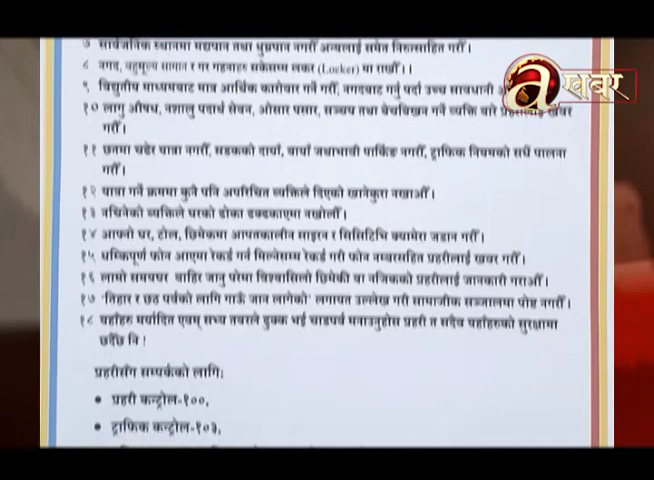 ७ सार्वजनिक स्थानमा मद्यपान तथा धुम्रपान नगरौं अन्यलाई समेत निरुत्साहित गरौं।
८ नगद, बहुमूल्य सामान र गर गहनाहरु सकेसम्म लकर (Locker) मा राखौं।।
९ विद्युतीय माध्यमबाट मात्र आर्थिक कारोवार गर्ने गरौं, नगदबाट गर्नु पर्दा उच्च सावधानी
a खबर
१० लागु औषध, नशालु पदार्थ सेवन, ओसार पसार, सञ्चय तथा बेचबिखन गर्ने व्यक्ति बारे प्रहरीलाई खबर
गरौं।
११ छतमा चढेर यात्रा नगरौं, सडकको दायाँ, बायाँ जथाभावी पार्किङ नगरौं, ट्राफिक नियमको सधैं पालना
गरौं।
१२ यात्रा गर्ने क्रममा कुनै पनि अपरिचित व्यक्तिले दिएको खानेकुरा नखाऔं।
१३ नचिनेको व्यक्तिले घरको ढोका ढकढकाएमा नखोलौं।
१४ आफ्नो घर, टोल, छिमेकमा आपतकालीन साइरन र सिसिटिभि क्यामेरा जडान गरौं।
१५ धम्किपूर्ण फोन आएमा रेकर्ड गर्न मिल्नेसम्म रेकर्ड गरी फोन नम्बरसहित प्रहरीलाई खबर गरौं।
१६ लामो समयघर बाहिर जानु परेमा विश्वासिलो छिमेकी वा नजिकको प्रहरीलाई जानकारी गराऔं।
१७ 'तिहार र छठ पर्वको लागि गाऊँ जान लागेको' लगायत उल्लेख गरी सामाजीक सञ्जालमा पोष्ट नगरौं।
१८ यहाँहरु मर्यादित एवम् सभ्य तवरले ढुक्क भई चाडपर्व मनाउनुहोस प्रहरी त सदैव यहाँहरुको सुरक्षामा
छदैँछ नि!
प्रहरीसँग सम्पर्कको लागि:
• प्रहरी कन्ट्रोल-१००,
• ट्राफिक कन्ट्रोल-१०३,